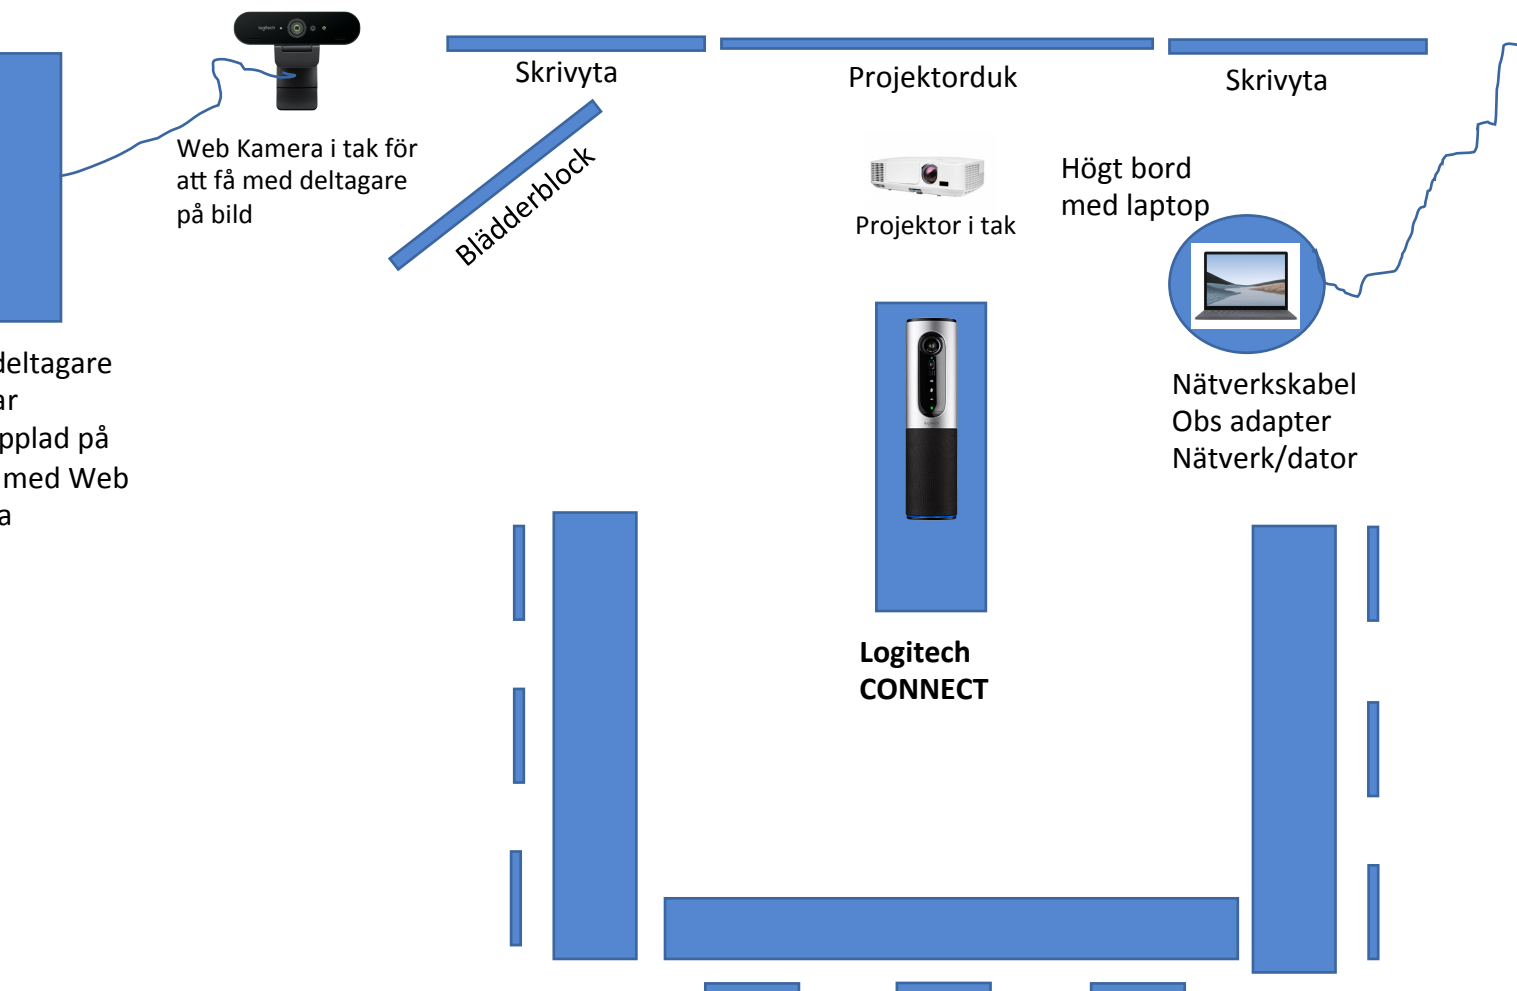 Skrivyta
Projektorduk
Skrivyta
Web Kamera i tak för
att få med deltagare
på bild
Blädderblock
Projektor i tak
Högt bord
med laptop
deltagare
på
med Web
Nätverkskabel
Obs adapter
Nätverk/dator
Logitech
CONNECT